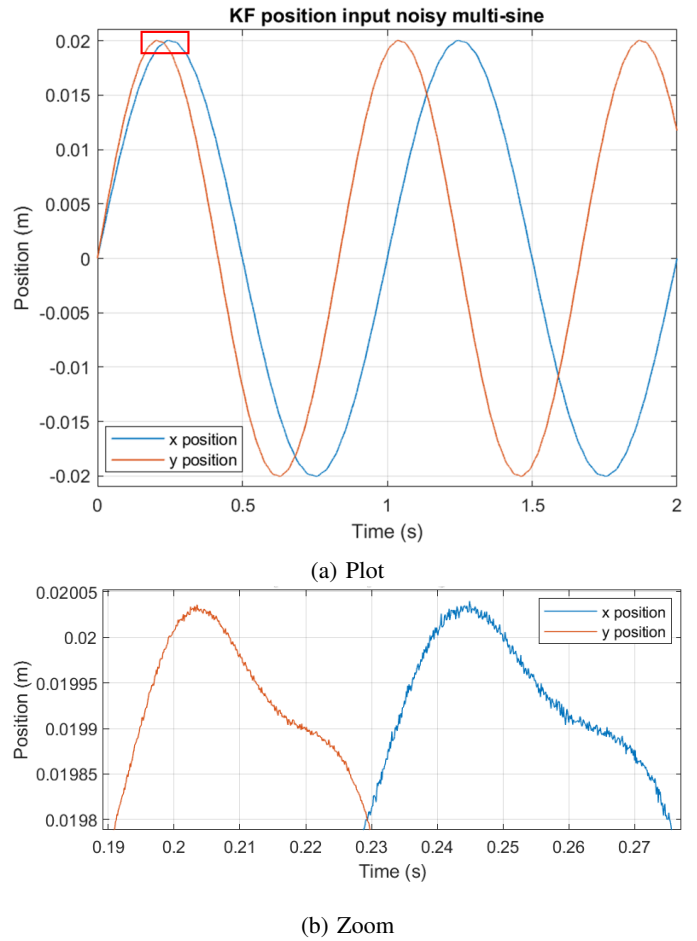 KF position input noisy multi-sine
0.02
0.015
0.01
0.005
0
-0.005
-0.01
-0.015
-0.02
Position (m)
x position
y position
0 0.5 1 1.5 2
Time (s)
(a) Plot
0.02005
0.02
0.01995
0.0199
0.01985
0.0198
Position (m)
x position
y position
0.19 0.2 0.21 0.22 0.23 0.24 0.25 0.26 0.27
Time (s)
(b) Zoom